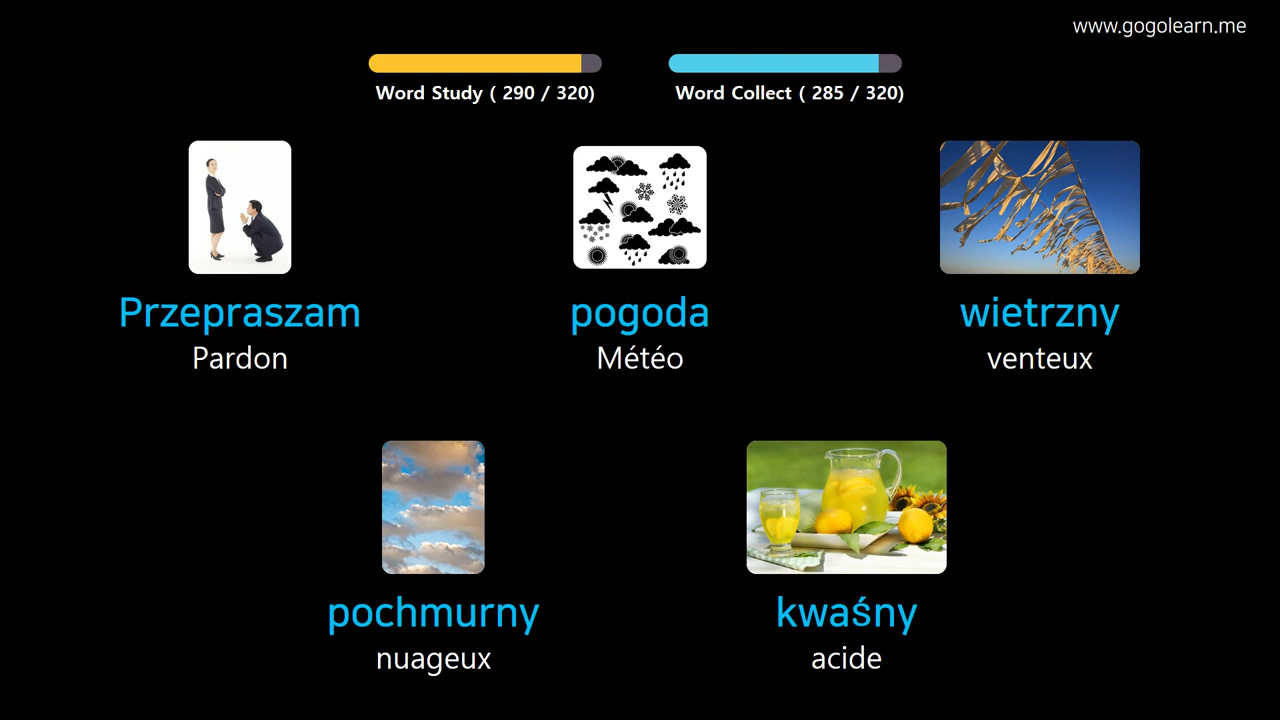 www.gogolearn.me
Word Study ( 290 / 320)
Word Collect ( 285 / 320)
Przepraszam
Pardon
pogoda
Météo
wietrzny
venteux
pochmurny
nuageux
kwaśny
acide